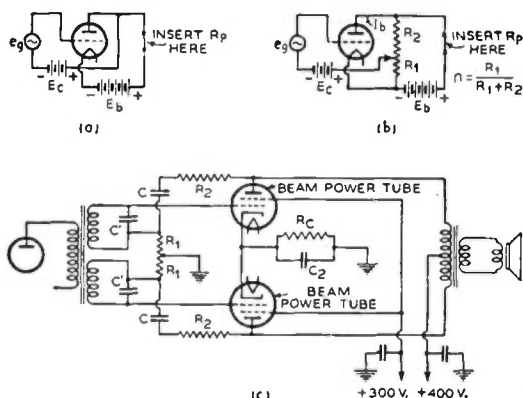 INSERT Rp
HERE
eg
Ec
Eb
(a)
Ib
R2
INSERT Rp
HERE
R1
n = R1 / (R1+R2)
eg
Ec
Eb
(b)
C
R2
BEAM POWER TUBE
C'
R1
RC
R1
C2
C'
BEAM
POWER TUBE
C
R2
+300 V.
+400 V.
(c)